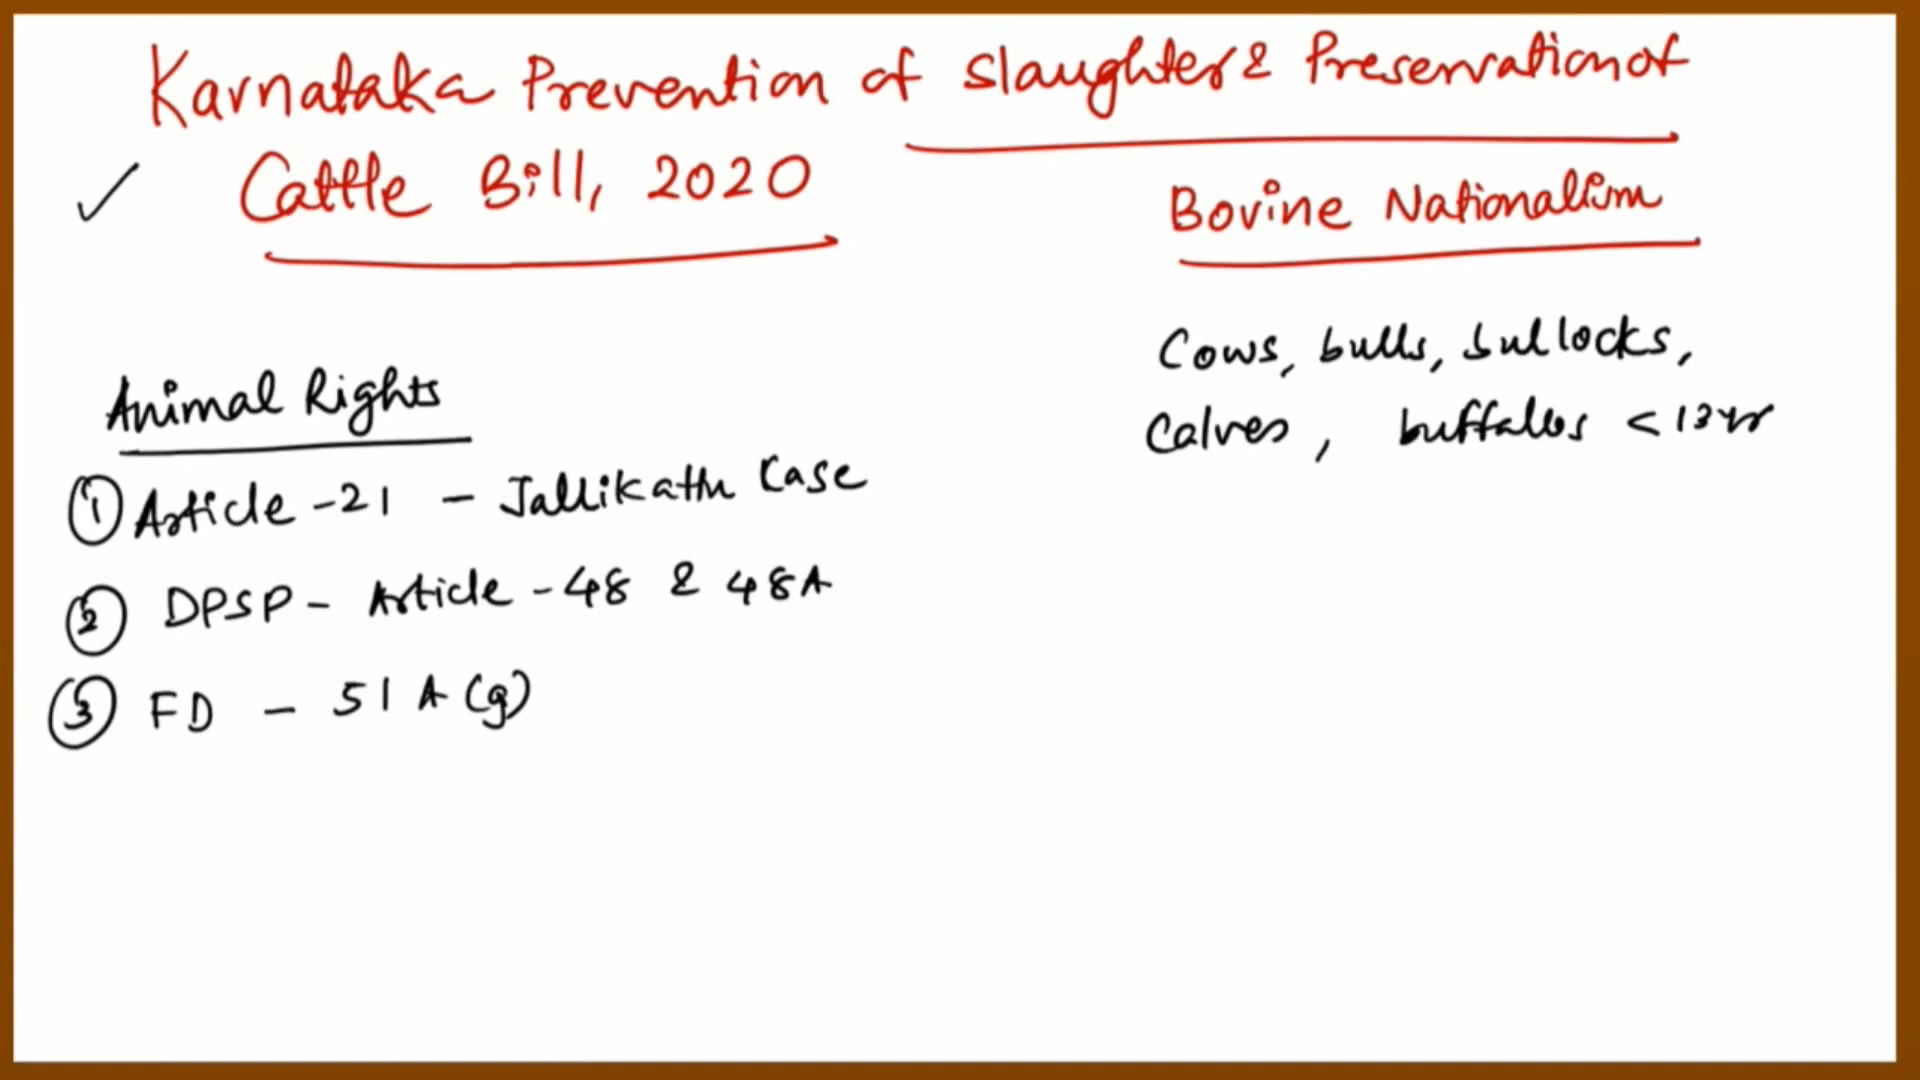 Karnataka Prevention of Slaughter & Preservation of
Cattle Bill, 2020
Bovine Nationalism
Cows, bulls, bullocks,
Calves, buffaloes < 13 yr
Animal Rights
① Article - 21 - Jallikattu Case
② DPSP - Article - 48 & 48A
③ FD - 51 A (g)